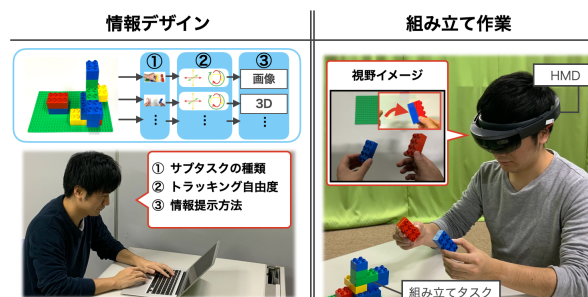 情報デザイン
① ② ③
画像
3D
① サブタスクの種類
② トラッキング自由度
③ 情報提示方法
組み立て作業
視野イメージ
HMD
組み立てタスク